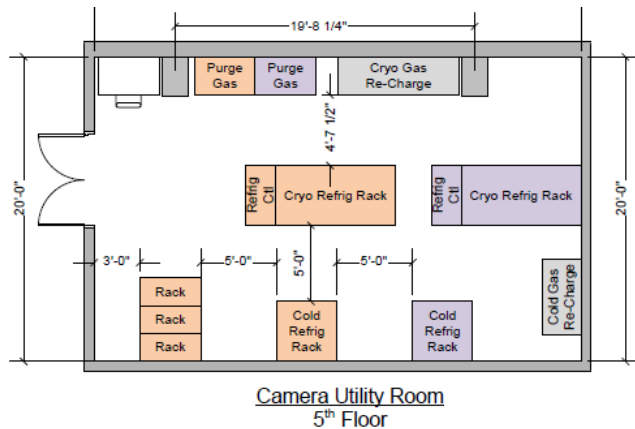 19'-8 1/4"
Purge
Gas
Purge
Gas
Cryo Gas
Re-Charge
4'-7 1/2"
20'-0"
20'-0"
Refrig
Ctl
Cryo Refrig Rack
Refrig
Ctl
Cryo Refrig Rack
3'-0"
5'-0"
5'-0"
5'-0"
Cold Gas
Re-Charge
Rack
Rack
Rack
Cold
Refrig
Rack
Cold
Refrig
Rack
Camera Utility Room
5th Floor